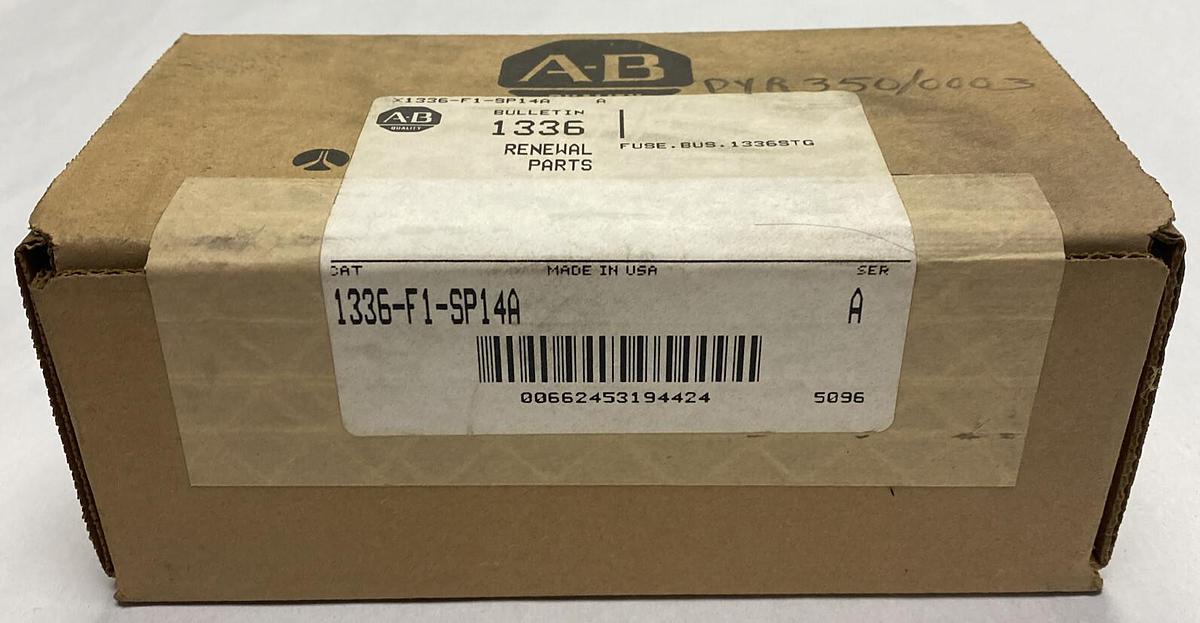 A-B
PYR350/0003
X1336-F1-SP14A A
A-B
QUALITY
BULLETIN
1336
RENEWAL
PARTS
FUSE.BUS.1336STG
CAT MADE IN USA SER
1336-F1-SP14A A
00662453194424 5096